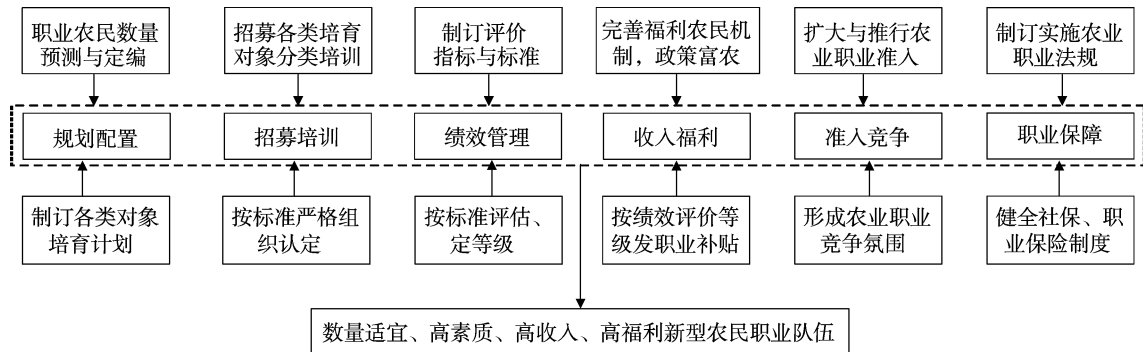 职业农民数量
预测与定编
招募各类培育
对象分类培训
制订评价
指标与标准
完善福利农民机
制，政策富农
扩大与推行农
业职业准入
制订实施农业
职业法规
规划配置
招募培训
绩效管理
收入福利
准入竞争
职业保障
制订各类对象
培育计划
按标准严格组
织认定
按标准评估、
定等级
按绩效评价等
级发职业补贴
形成农业职业
竞争氛围
健全社保、职
业保险制度
数量适宜、高素质、高收入、高福利新型农民职业队伍